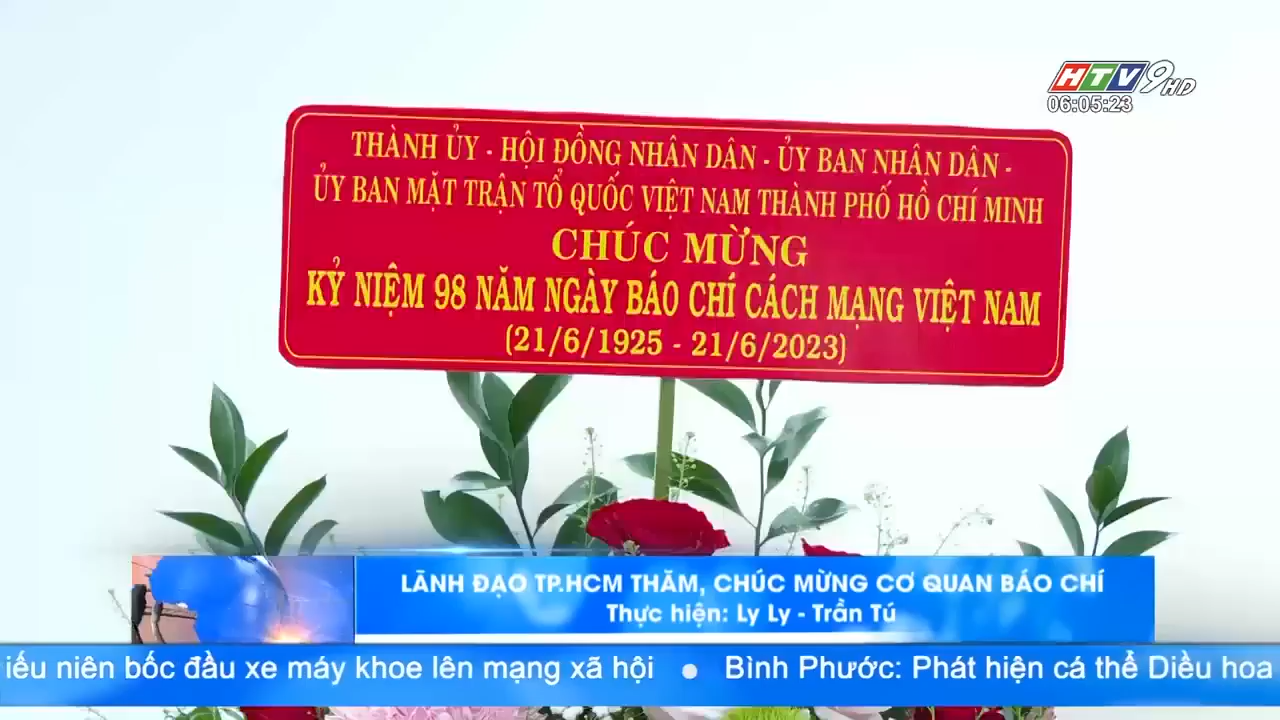 HTV9HD
06:05:23
THÀNH ỦY - HỘI ĐỒNG NHÂN DÂN - ỦY BAN NHÂN DÂN -
ỦY BAN MẶT TRẬN TỔ QUỐC VIỆT NAM THÀNH PHỐ HỒ CHÍ MINH
CHÚC MỪNG
KỶ NIỆM 98 NĂM NGÀY BÁO CHÍ CÁCH MẠNG VIỆT NAM
(21/6/1925 - 21/6/2023)
LÃNH ĐẠO TP.HCM THĂM, CHÚC MỪNG CƠ QUAN BÁO CHÍ
Thực hiện: Ly Ly - Trần Tú
iếu niên bốc đầu xe máy khoe lên mạng xã hội ● Bình Phước: Phát hiện cá thể Diều hoa